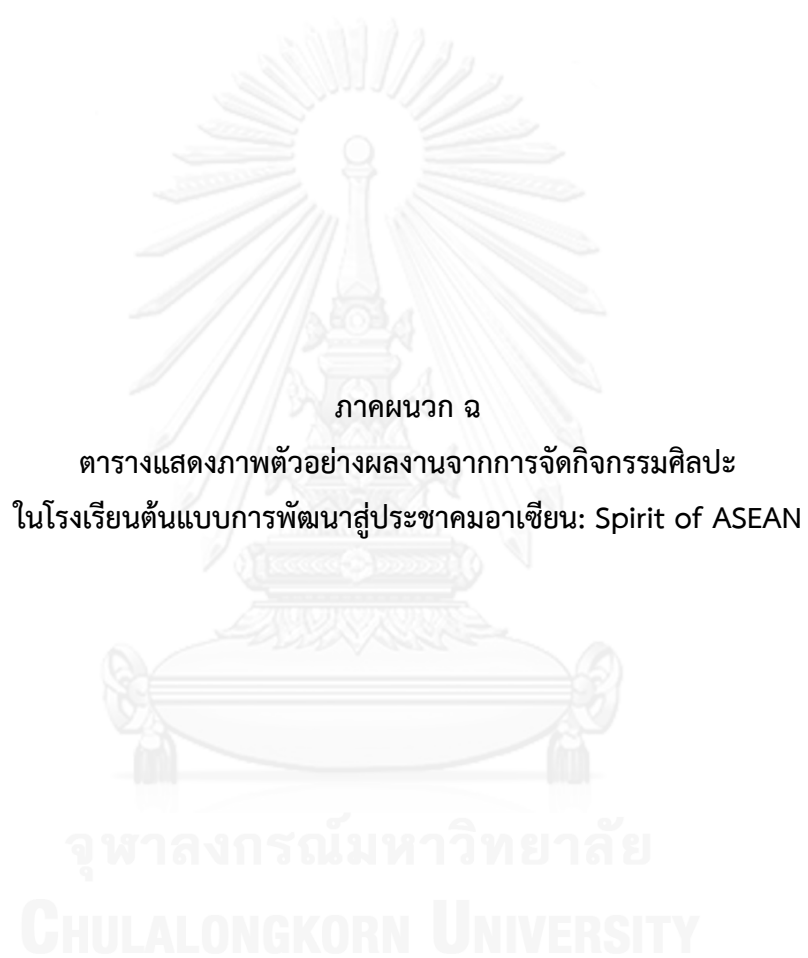 ภาคผนวก ฉ
ตารางแสดงภาพตัวอย่างผลงานจากการจัดกิจกรรมศิลปะ
ในโรงเรียนต้นแบบการพัฒนาสู่ประชาคมอาเซียน: Spirit of ASEAN
จุฬาลงกรณ์มหาวิทยาลัย
CHULALONGKORN UNIVERSITY